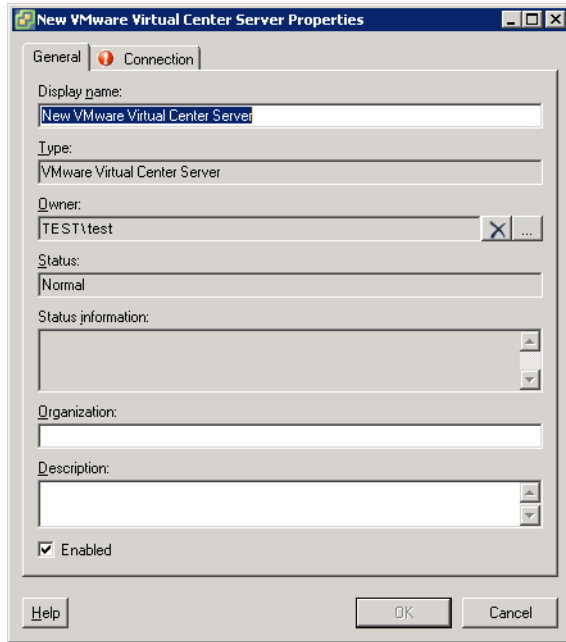 New VMware Virtual Center Server Properties
General
Connection
Display name:
New VMware Virtual Center Server
Type:
VMware Virtual Center Server
Owner:
TEST\test
...
Status:
Normal
Status information:
Organization:
Description:
Enabled
Help
OK
Cancel